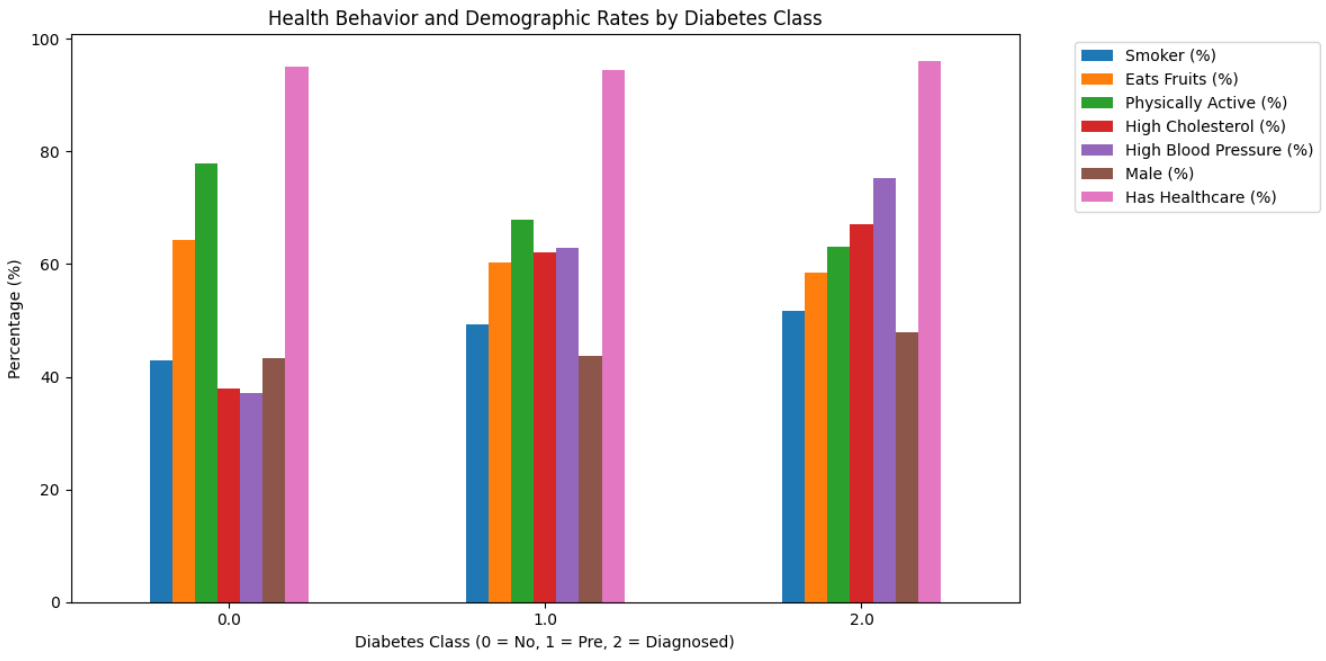 Health Behavior and Demographic Rates by Diabetes Class
Smoker (%)
Eats Fruits (%)
Physically Active (%)
High Cholesterol (%)
High Blood Pressure (%)
Male (%)
Has Healthcare (%)
Percentage (%)
100
80
60
40
20
0
0.0
1.0
2.0
Diabetes Class (0 = No, 1 = Pre, 2 = Diagnosed)